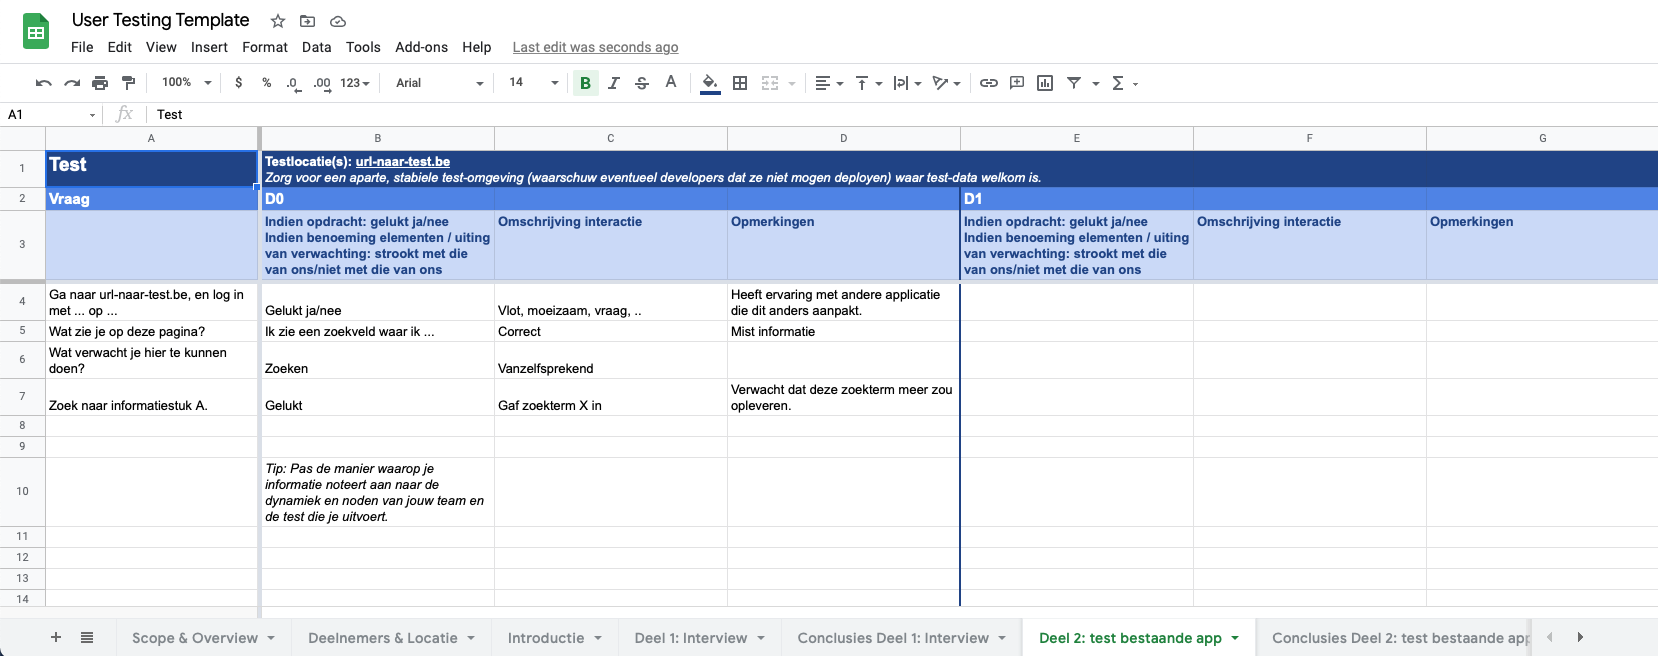 User Testing Template
File Edit View Insert Format Data Tools Add-ons Help Last edit was seconds ago
100% $ % .0 .00 123 Arial 14 B I S A
A1 fx Test
A B C D E F G
1 Test Testlocatie(s): url-naar-test.be
Zorg voor een aparte, stabiele test-omgeving (waarschuw eventueel developers dat ze niet mogen deployen) waar test-data welkom is.
2 Vraag D0 D1
3
Indien opdracht: gelukt ja/nee
Indien benoeming elementen / uiting
van verwachting: strookt met die
van ons/niet met die van ons
Omschrijving interactie
Opmerkingen
Indien opdracht: gelukt ja/nee
Indien benoeming elementen / uiting
van verwachting: strookt met die
van ons/niet met die van ons
Omschrijving interactie
Opmerkingen
4
Ga naar url-naar-test.be, en log in
met ... op ...
Gelukt ja/nee
Vlot, moeizaam, vraag, ..
Heeft ervaring met andere applicatie
die dit anders aanpakt.
5 Wat zie je op deze pagina? Ik zie een zoekveld waar ik ... Correct Mist informatie
6
Wat verwacht je hier te kunnen
doen?
Zoeken
Vanzelfsprekend
7
Zoek naar informatiestuk A.
Gelukt
Gaf zoekterm X in
Verwacht dat deze zoekterm meer zou
opleveren.
8
9
10
Tip: Pas de manier waarop je
informatie noteert aan naar de
dynamiek en noden van jouw team en
de test die je uitvoert.
11
12
13
14
+ Scope & Overview Deelnemers & Locatie Introductie Deel 1: Interview Conclusies Deel 1: Interview Deel 2: test bestaande app Conclusies Deel 2: test bestaande app